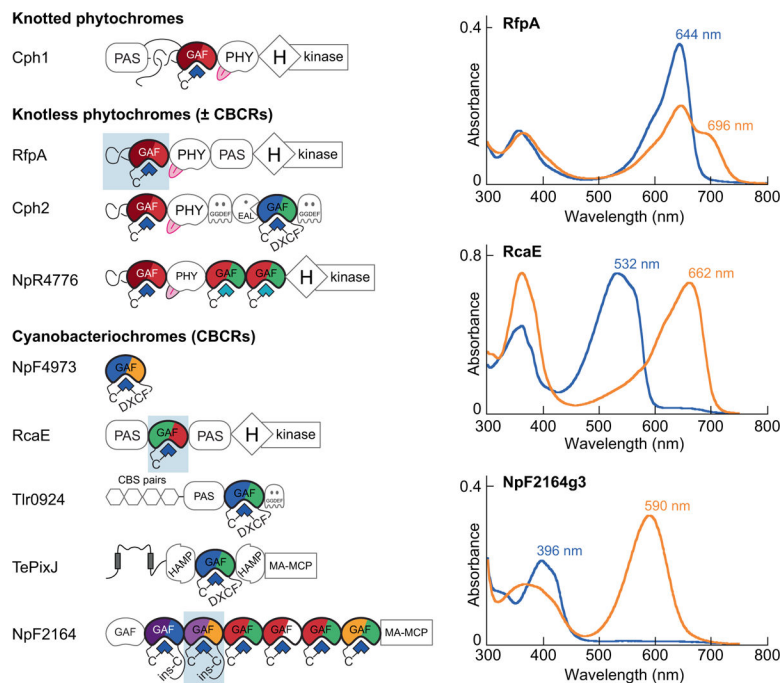 Knotted phytochromes
Cph1
PAS
GAF
PHY
H
kinase
C
Knotless phytochromes (± CBCRs)
RfpA
GAF
PHY
PAS
H
kinase
C
Cph2
GAF
PHY
GGDEF
EAL
GAF
GGDEF
C
C
DXCF
NpR4776
GAF
PHY
GAF
GAF
H
kinase
C
C
C
Cyanobacteriochromes (CBCRs)
NpF4973
GAF
C
DXCF
RcaE
PAS
GAF
PAS
H
kinase
C
CBS pairs
Tlr0924
PAS
GAF
GGDEF
C
DXCF
TePixJ
HAMP
GAF
HAMP
MA-MCP
C
DXCF
NpF2164
GAF
GAF
GAF
GAF
GAF
GAF
GAF
MA-MCP
C
C
C
C
C
C
ins-C
ins-C
RfpA
644 nm
696 nm
0.4
Absorbance
0
300 400 500 600 700 800
Wavelength (nm)
RcaE
532 nm
662 nm
0.8
Absorbance
0
300 400 500 600 700 800
Wavelength (nm)
NpF2164g3
590 nm
396 nm
0.4
Absorbance
0
300 400 500 600 700 800
Wavelength (nm)